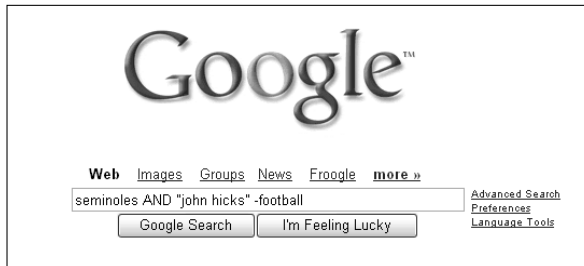 Google™
Web Images Groups News Froogle more »
seminoles AND "john hicks" -football
Advanced Search
Preferences
Language Tools
Google Search I'm Feeling Lucky